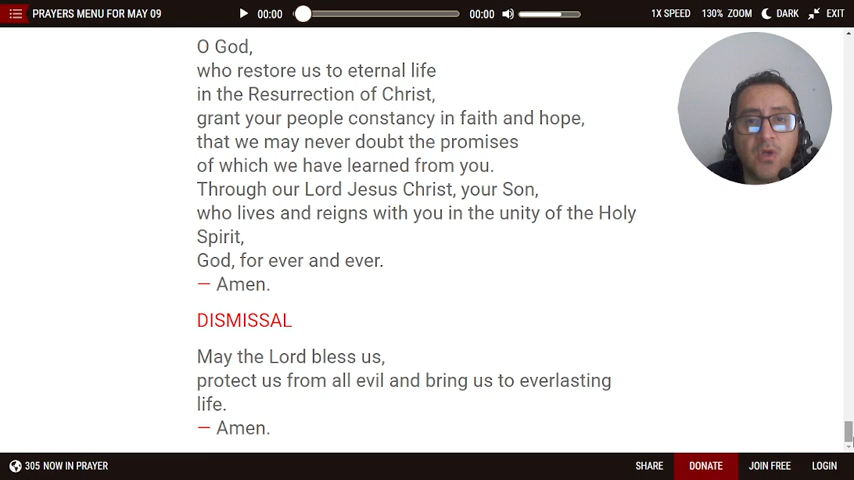 PRAYERS MENU FOR MAY 09 00:00 00:00 1X SPEED 130% ZOOM DARK EXIT
O God,
who restore us to eternal life
in the Resurrection of Christ,
grant your people constancy in faith and hope,
that we may never doubt the promises
of which we have learned from you.
Through our Lord Jesus Christ, your Son,
who lives and reigns with you in the unity of the Holy
Spirit,
God, for ever and ever.
— Amen.
DISMISSAL
May the Lord bless us,
protect us from all evil and bring us to everlasting
life.
— Amen.
305 NOW IN PRAYER SHARE DONATE JOIN FREE LOGIN